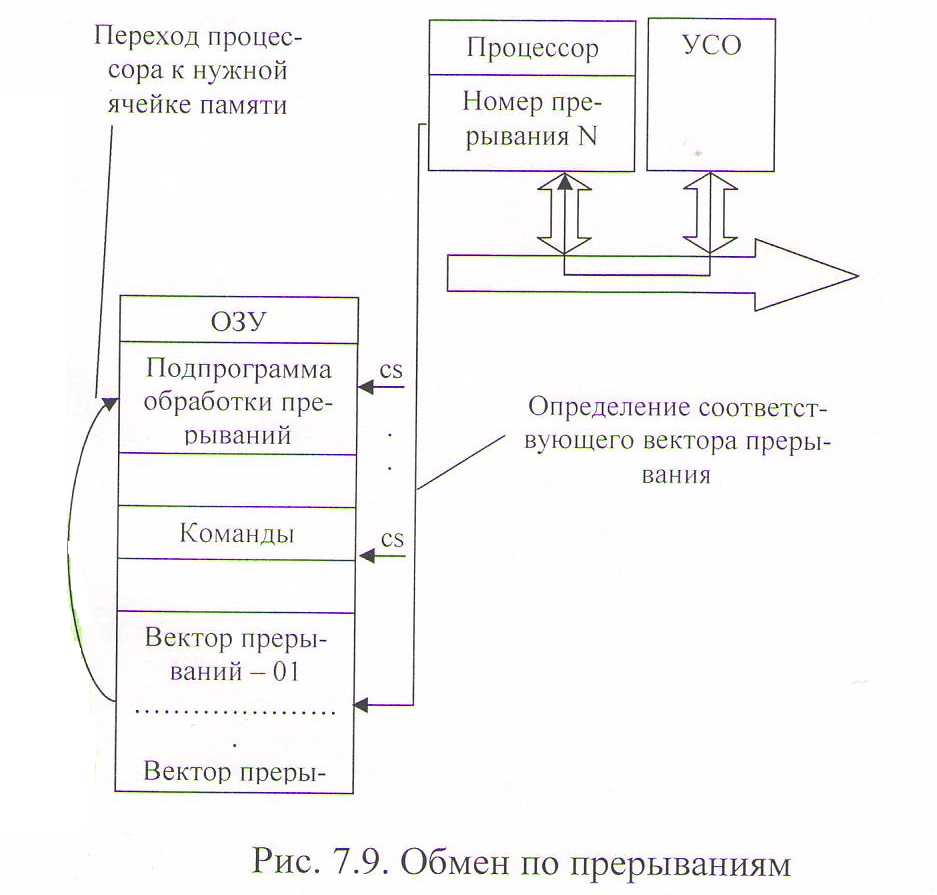 Переход процес-
сора к нужной
ячейке памяти
Процессор
Номер пре-
рывания N
УСО
ОЗУ
Подпрограмма
обработки пре-
рываний
cs
.
.
Команды
cs
Определение соответст-
вующего вектора преры-
вания
Вектор преры-
ваний – 01
.....................
.
Вектор преры-
Рис. 7.9. Обмен по прерываниям